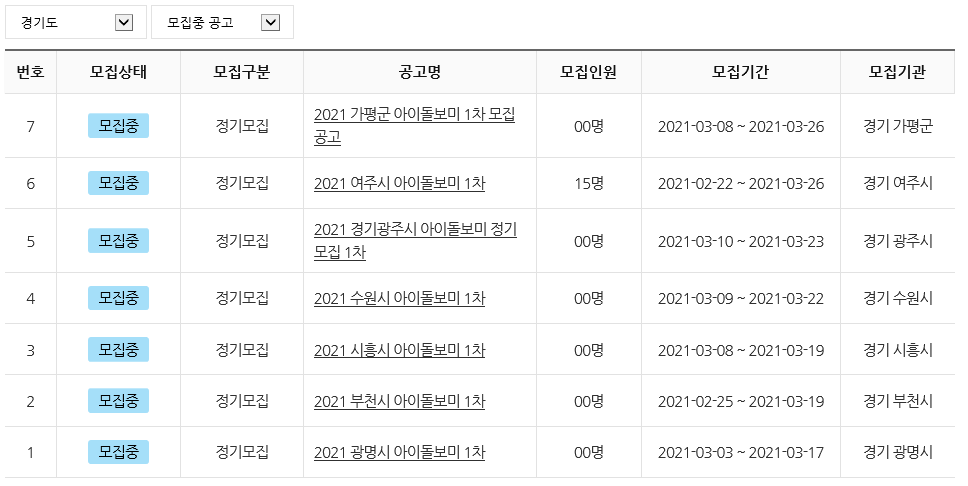 경기도 모집중 공고
번호 모집상태 모집구분 공고명 모집인원 모집기간 모집기관
7 모집중 정기모집 2021 가평군 아이돌보미 1차 모집 00명 2021-03-08 ~ 2021-03-26 경기 가평군
공고
6 모집중 정기모집 2021 여주시 아이돌보미 1차 15명 2021-02-22 ~ 2021-03-26 경기 여주시
5 모집중 정기모집 2021 경기광주시 아이돌보미 정기 00명 2021-03-10 ~ 2021-03-23 경기 광주시
모집 1차
4 모집중 정기모집 2021 수원시 아이돌보미 1차 00명 2021-03-09 ~ 2021-03-22 경기 수원시
3 모집중 정기모집 2021 시흥시 아이돌보미 1차 00명 2021-03-08 ~ 2021-03-19 경기 시흥시
2 모집중 정기모집 2021 부천시 아이돌보미 1차 00명 2021-02-25 ~ 2021-03-19 경기 부천시
1 모집중 정기모집 2021 광명시 아이돌보미 1차 00명 2021-03-03 ~ 2021-03-17 경기 광명시